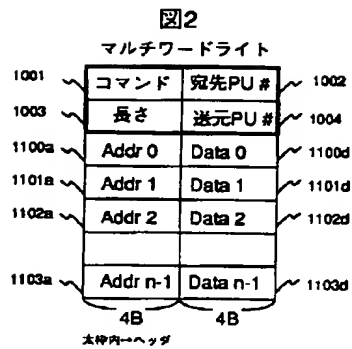 図2
マルチワードライト
1001 コマンド 宛先PU # 1002
1003 長さ 送元PU # 1004
1100a Addr 0 Data 0 1100d
1101a Addr 1 Data 1 1101d
1102a Addr 2 Data 2 1102d
1103a Addr n-1 Data n-1 1103d
4B 4B
太枠内→ヘッダ